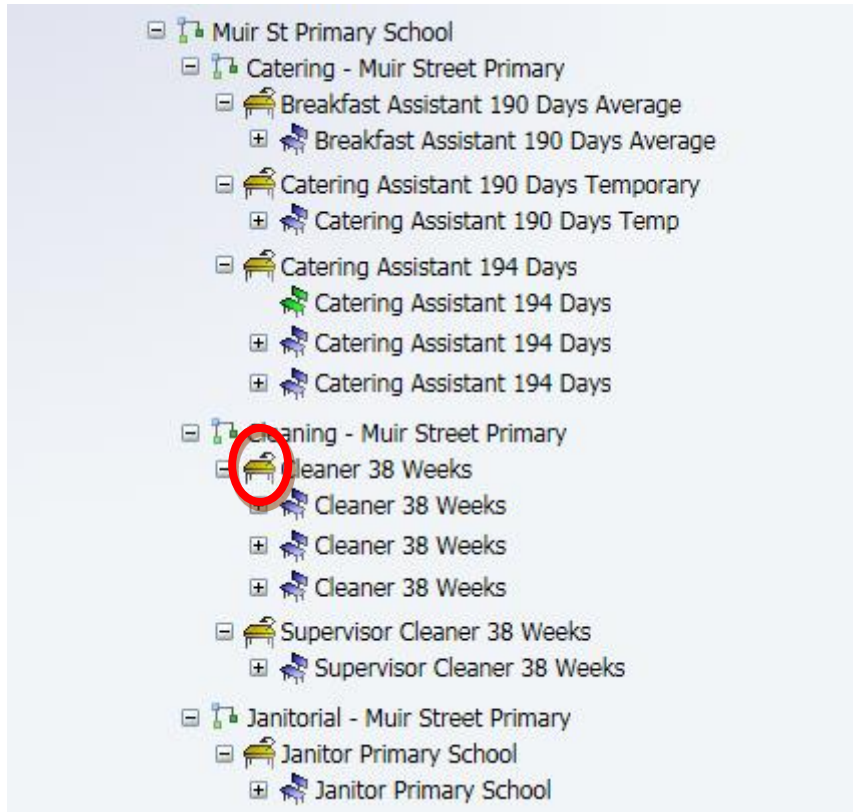 Muir St Primary School
Catering - Muir Street Primary
Breakfast Assistant 190 Days Average
Breakfast Assistant 190 Days Average
Catering Assistant 190 Days Temporary
Catering Assistant 190 Days Temp
Catering Assistant 194 Days
Catering Assistant 194 Days
Catering Assistant 194 Days
Catering Assistant 194 Days
Cleaning - Muir Street Primary
Cleaner 38 Weeks
Cleaner 38 Weeks
Cleaner 38 Weeks
Cleaner 38 Weeks
Supervisor Cleaner 38 Weeks
Supervisor Cleaner 38 Weeks
Janitorial - Muir Street Primary
Janitor Primary School
Janitor Primary School